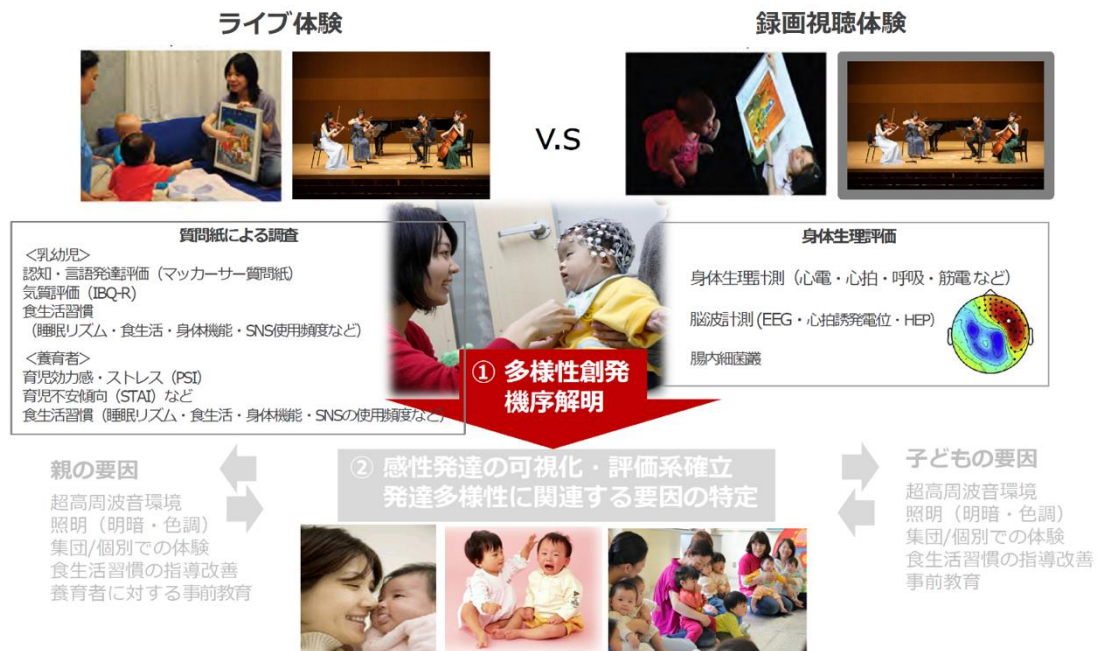 ライブ体験
録画視聴体験
V.S
質問紙による調査
<乳幼児>
認知・言語発達評価（マッカーサー質問紙）
気質評価（IBQ-R）
食生活習慣
（睡眠リズム・食生活・身体機能・SNS使用頻度など）
<養育者>
育児効力感・ストレス（PSI）
育児不安傾向（STAI）など
食生活習慣（睡眠リズム・食生活・身体機能・SNSの使用頻度など）
身体生理評価
身体生理計測（心電・心拍・呼吸・筋電など）
脳波計測（EEG・心拍誘発電位・HEP）
腸内細菌叢
① 多様性創発
機序解明
② 感性発達の可視化・評価系確立
発達多様性に関連する要因の特定
親の要因
超高周波音環境
照明（明暗・色調）
集団/個別での体験
食生活習慣の指導改善
養育者に対する事前教育
子どもの要因
超高周波音環境
照明（明暗・色調）
集団/個別での体験
食生活習慣の指導改善
事前教育